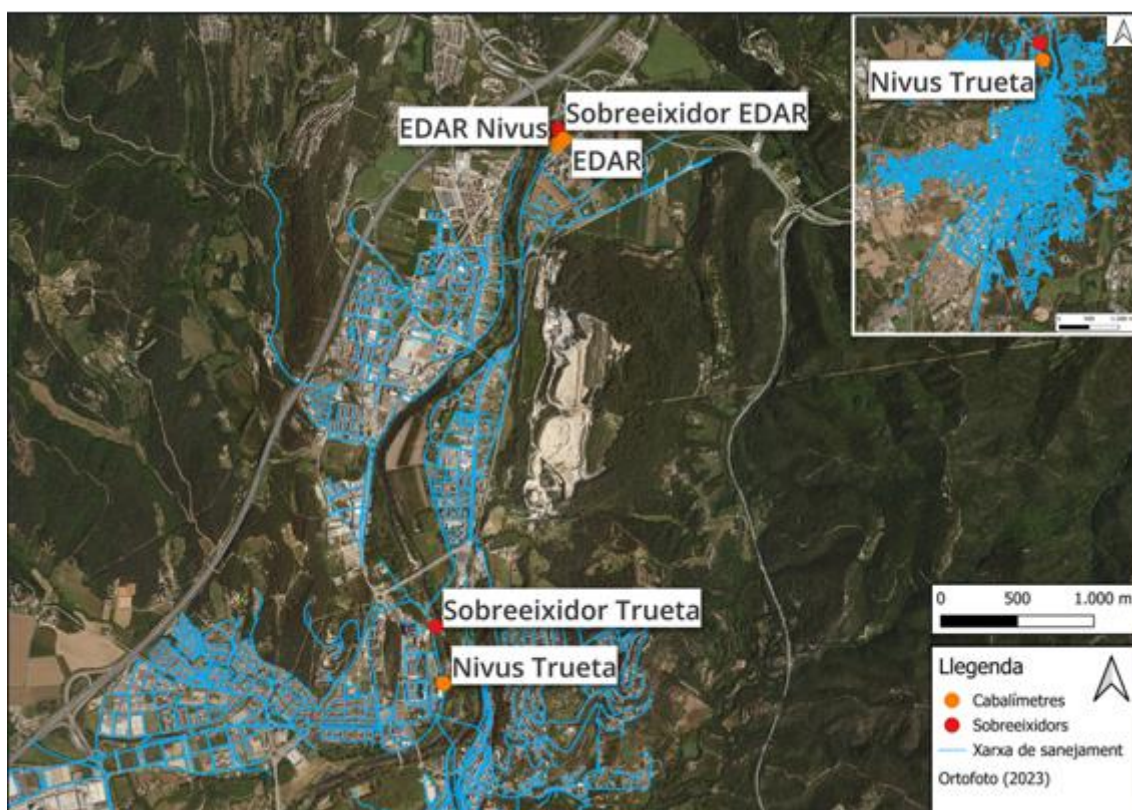 Sobreeixidor EDAR
EDAR Nivus
EDAR
Nivus Trueta
Sobreeixidor Trueta
Nivus Trueta
0 500 1.000 m
Llegenda
Cabalímetres
Sobreeixidors
Xarxa de sanejament
Ortofoto (2023)